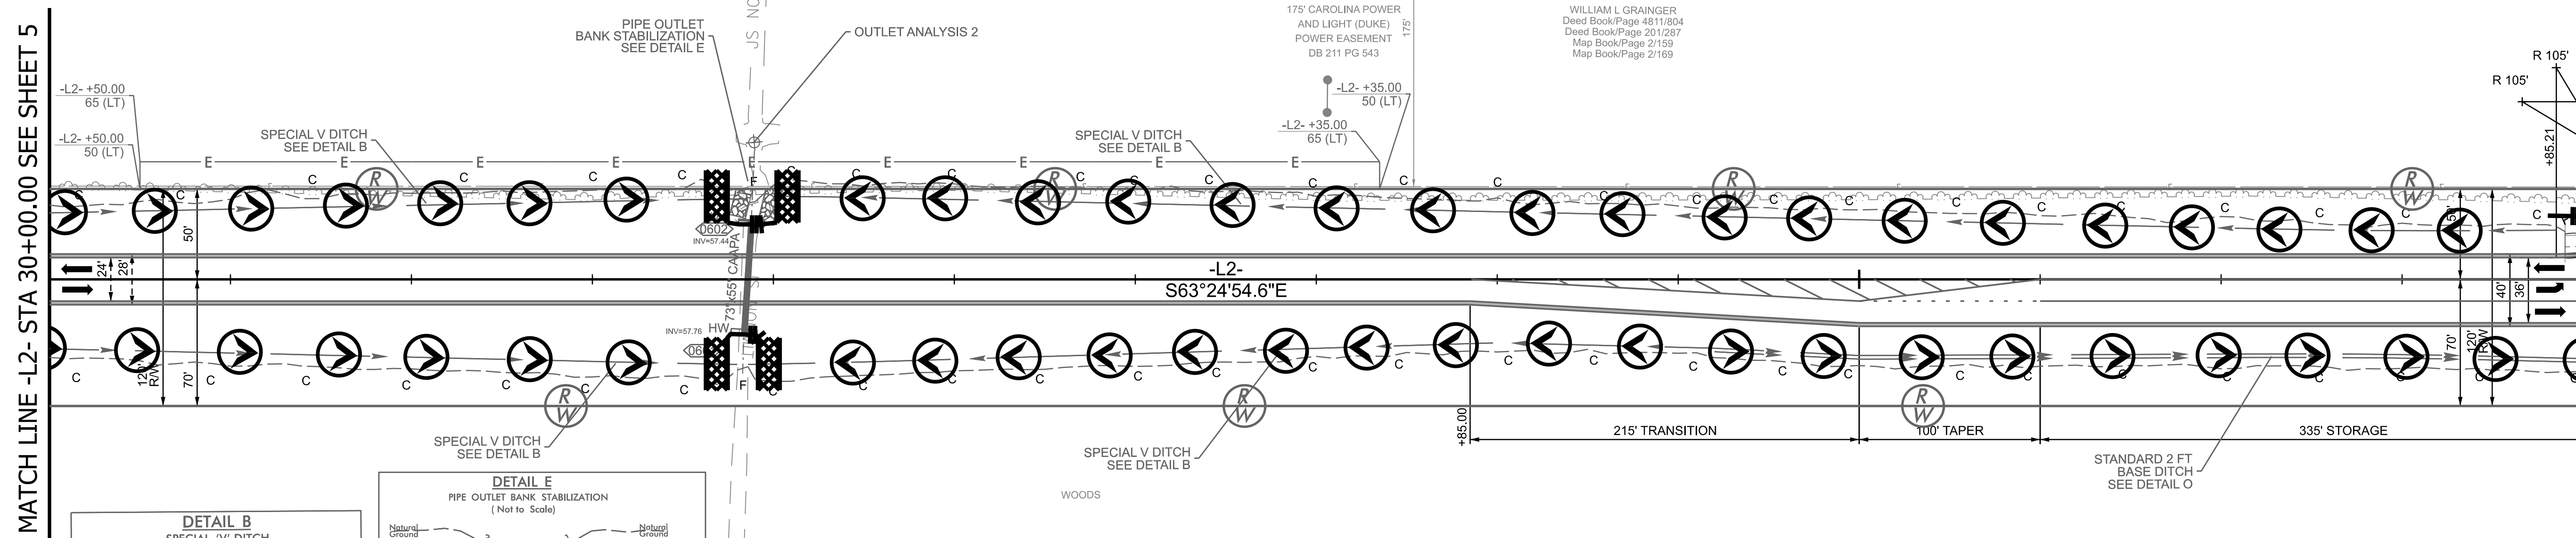 MATCH LINE -L2- STA 30+00.00 SEE SHEET 5
-L2- +50.00
65 (LT)
-L2- +50.00
50 (LT)
SPECIAL V DITCH
SEE DETAIL B
PIPE OUTLET
BANK STABILIZATION
SEE DETAIL E
OUTLET ANALYSIS 2
SPECIAL V DITCH
SEE DETAIL B
175' CAROLINA POWER
AND LIGHT (DUKE)
POWER EASEMENT
DB 211 PG 543
175'
-L2- +35.00
50 (LT)
-L2- +35.00
65 (LT)
WILLIAM L GRAINGER
Deed Book/Page 4811/804
Deed Book/Page 201/287
Map Book/Page 2/159
Map Book/Page 2/169
R 105'
R 105'
+85.21
E E E E E E E E E
R/W R/W R/W R/W
50'
24'
28'
0602
INV=57.44
73"x55" CAAPA
-L2-
S63°24'54.6"E
40'
36'
INV=57.76
HW
120'
R/W
70'
F
F
70'
120'
R/W
R/W R/W R/W
+85.00
215' TRANSITION
100' TAPER
335' STORAGE
SPECIAL V DITCH
SEE DETAIL B
SPECIAL V DITCH
SEE DETAIL B
STANDARD 2 FT
BASE DITCH
SEE DETAIL O
WOODS
DETAIL B
SPECIAL 'V' DITCH
DETAIL E
PIPE OUTLET BANK STABILIZATION
( Not to Scale)
Natural
Ground
Natural
Ground